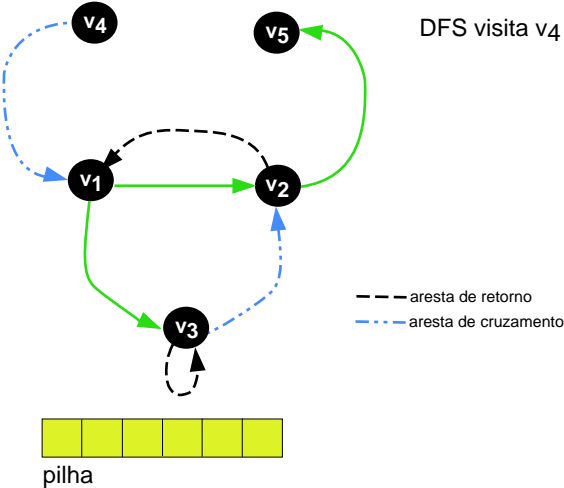 v4
v5
DFS visita v4
v1
v2
v3
aresta de retorno
aresta de cruzamento
pilha